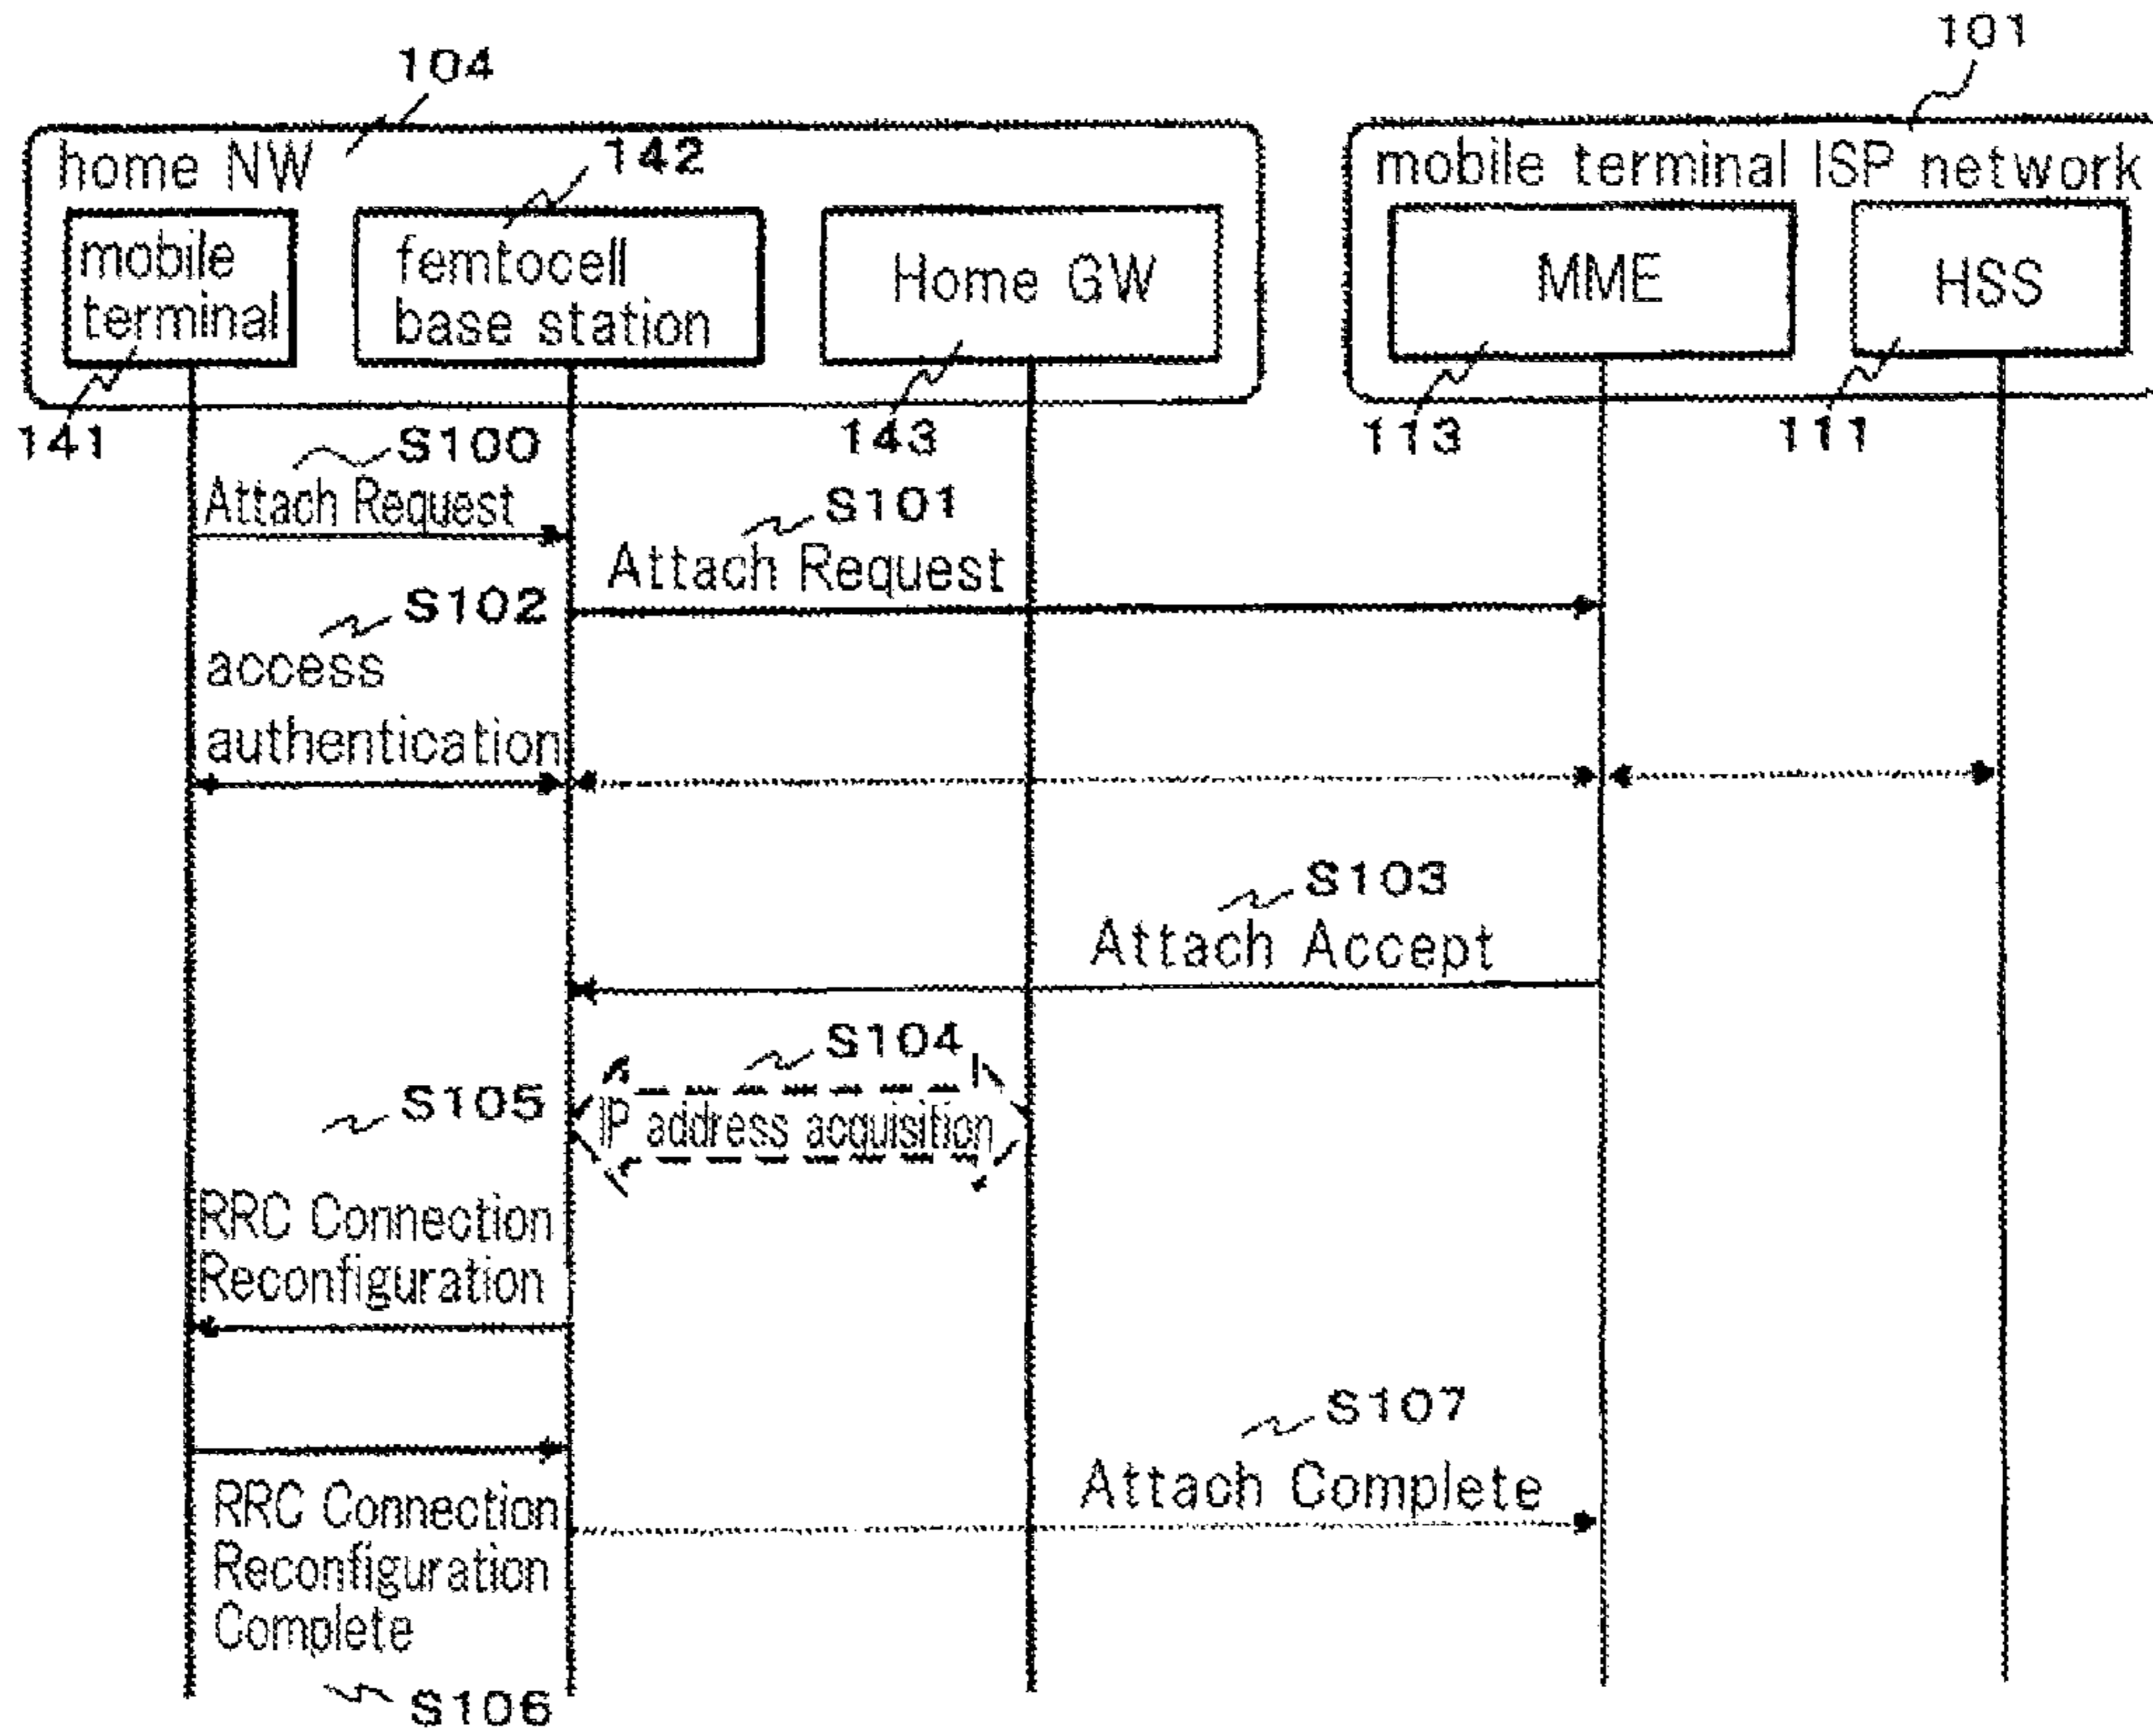 101
104
home NW
142
mobile terminal ISP network
mobile
terminal
femtocell
base station
Home GW
MME
HSS
141
143
113
111
S100
Attach Request
S101
Attach Request
S102
access
authentication
S103
Attach Accept
S104
IP address acquisition
S105
RRC Connection
Reconfiguration
S107
Attach Complete
RRC Connection
Reconfiguration
Complete
S106